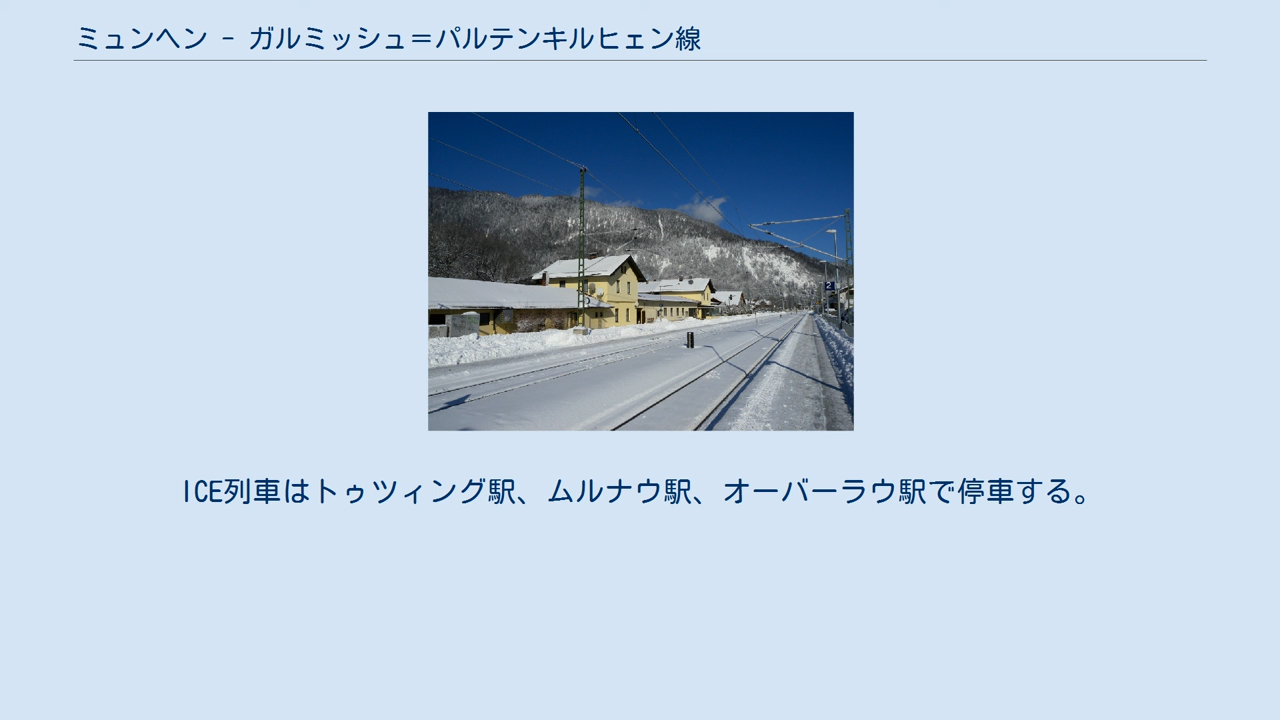 ミュンヘン - ガルミッシュ＝パルテンキルヒェン線
2
ICE列車はトゥツィング駅、ムルナウ駅、オーバーラウ駅で停車する。